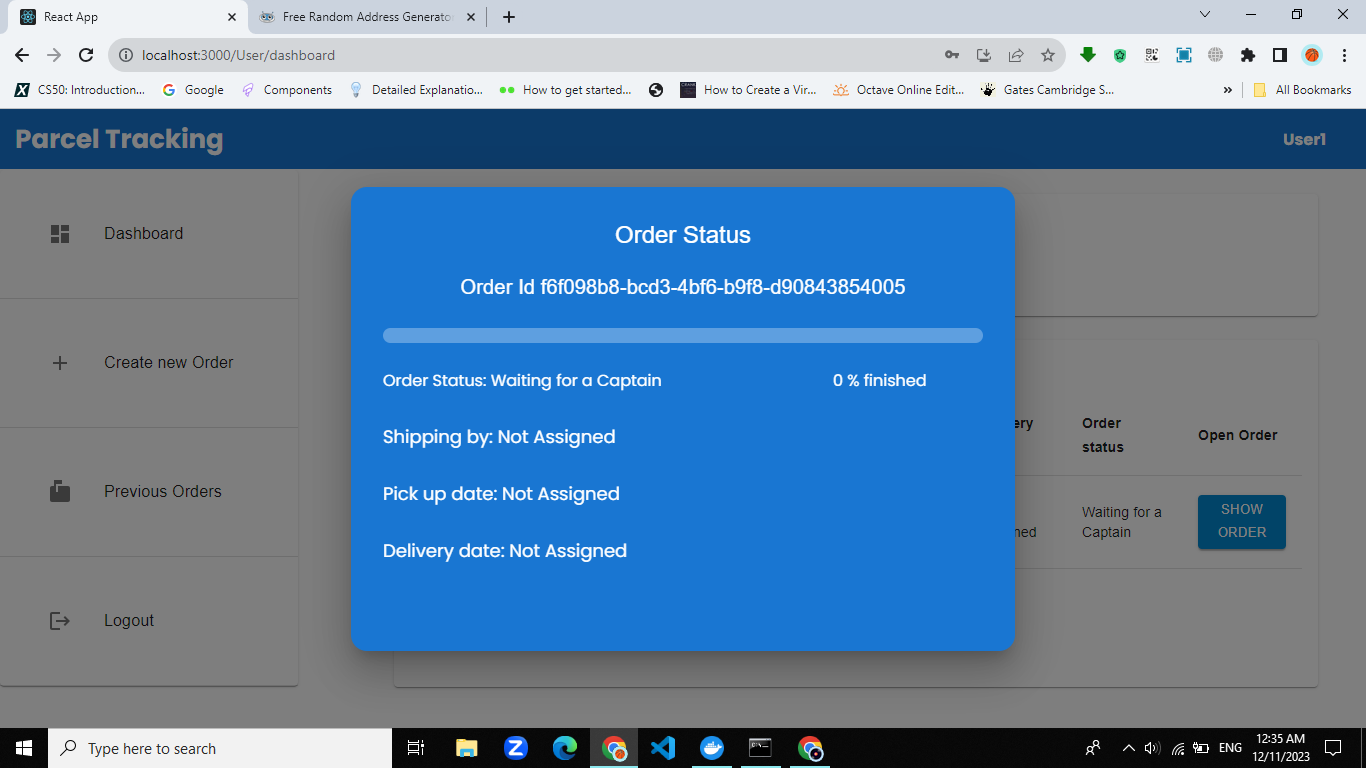 React App
Free Random Address Generator
localhost:3000/User/dashboard
CS50: Introduction...
Google
Components
Detailed Explanatio...
How to get started...
How to Create a Vir...
Octave Online Edit...
Gates Cambridge S...
»
All Bookmarks
Parcel Tracking
User1
Dashboard
Create new Order
Previous Orders
Logout
Order Status
Order Id f6f098b8-bcd3-4bf6-b9f8-d90843854005
Order Status: Waiting for a Captain
0 % finished
Shipping by: Not Assigned
Pick up date: Not Assigned
Delivery date: Not Assigned
ery
Order
status
Open Order
ned
Waiting for a
Captain
SHOW
ORDER
Type here to search
ENG
12:35 AM
12/11/2023